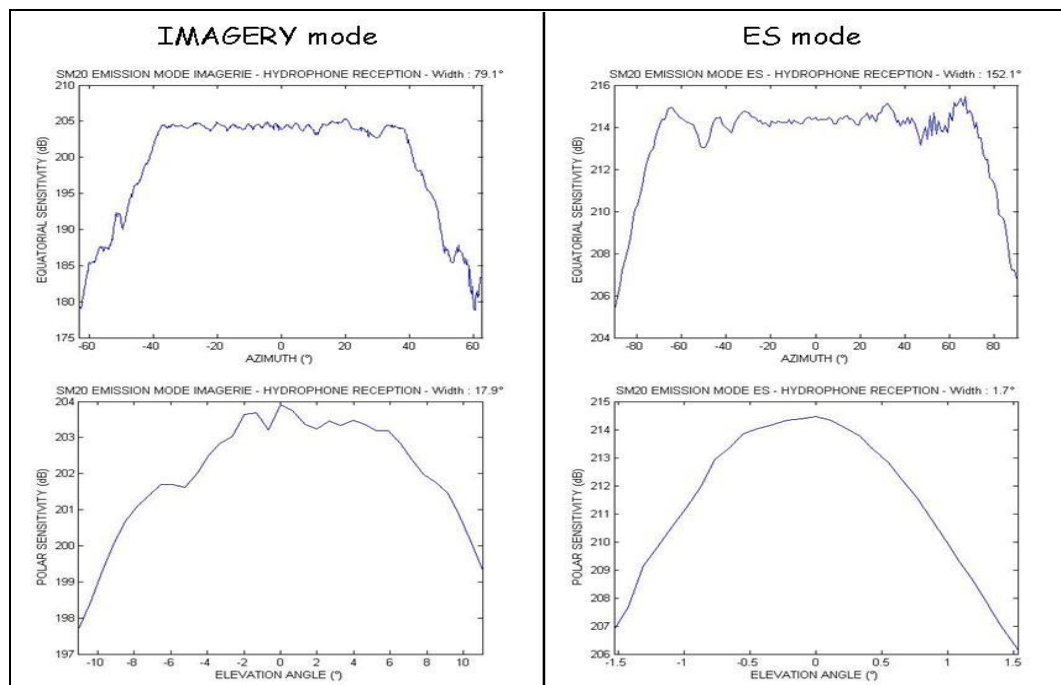 IMAGERY mode
SM20 EMISSION MODE IMAGERIE - HYDROPHONE RECEPTION - Width : 79.1°
EQUATORIAL SENSITIVITY (dB)
210
205
200
195
190
185
180
175
-60 -40 -20 0 20 40 60
AZIMUTH (°)
SM20 EMISSION MODE IMAGERIE - HYDROPHONE RECEPTION - Width : 17.9°
POLAR SENSITIVITY (dB)
204
203
202
201
200
199
198
197
-10 -8 -6 -4 -2 0 2 4 6 8 10
ELEVATION ANGLE (°)
ES mode
SM20 EMISSION MODE ES - HYDROPHONE RECEPTION - Width : 152.1°
EQUATORIAL SENSITIVITY (dB)
216
214
212
210
208
206
204
-80 -60 -40 -20 0 20 40 60 80
AZIMUTH (°)
SM20 EMISSION MODE ES - HYDROPHONE RECEPTION - Width : 1.7°
POLAR SENSITIVITY (dB)
215
214
213
212
211
210
209
208
207
206
-1.5 -1 -0.5 0 0.5 1 1.5
ELEVATION ANGLE (°)